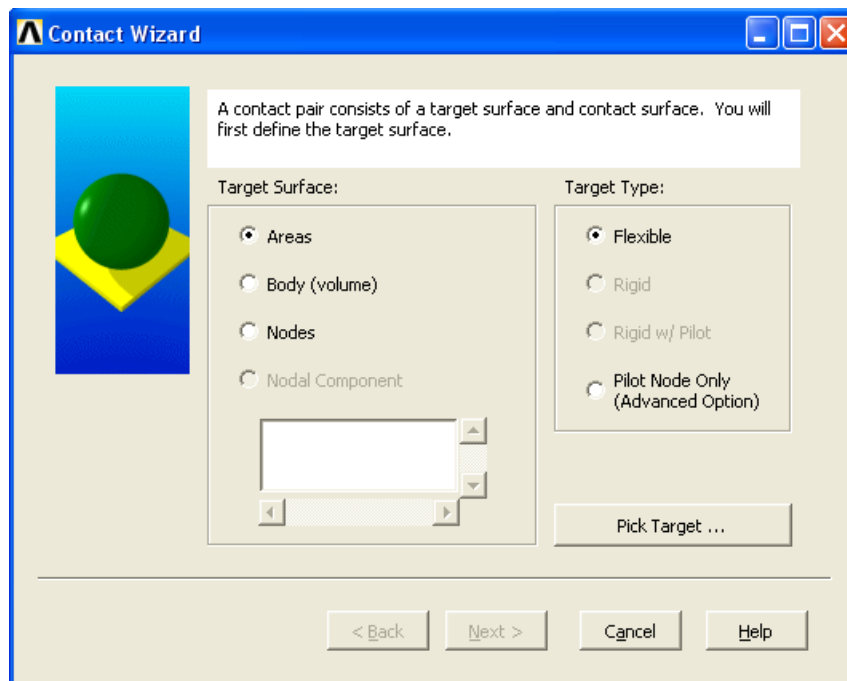 Contact Wizard
A contact pair consists of a target surface and contact surface. You will
first define the target surface.
Target Surface:
Areas
Body (volume)
Nodes
Nodal Component
Target Type:
Flexible
Rigid
Rigid w/ Pilot
Pilot Node Only
(Advanced Option)
Pick Target ...
< Back
Next >
Cancel
Help